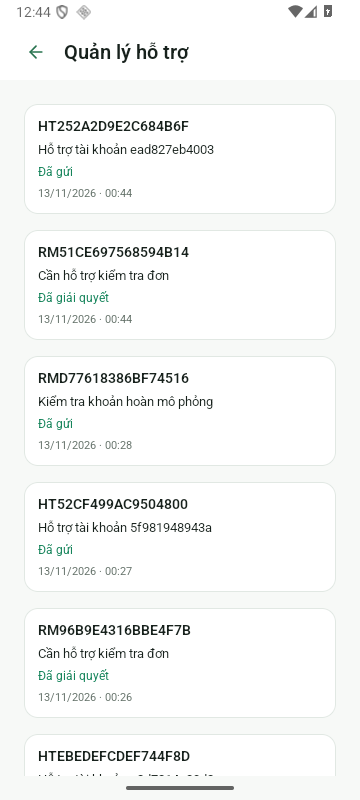 12:44
Quản lý hỗ trợ
HT252A2D9E2C684B6F
Hỗ trợ tài khoản ead827eb4003
Đã gửi
13/11/2026 · 00:44
RM51CE697568594B14
Cần hỗ trợ kiểm tra đơn
Đã giải quyết
13/11/2026 · 00:44
RMD77618386BF74516
Kiểm tra khoản hoàn mô phỏng
Đã gửi
13/11/2026 · 00:28
HT52CF499AC9504800
Hỗ trợ tài khoản 5f981948943a
Đã gửi
13/11/2026 · 00:27
RM96B9E4316BBE4F7B
Cần hỗ trợ kiểm tra đơn
Đã giải quyết
13/11/2026 · 00:26
HTEBEDEFCDEF744F8D